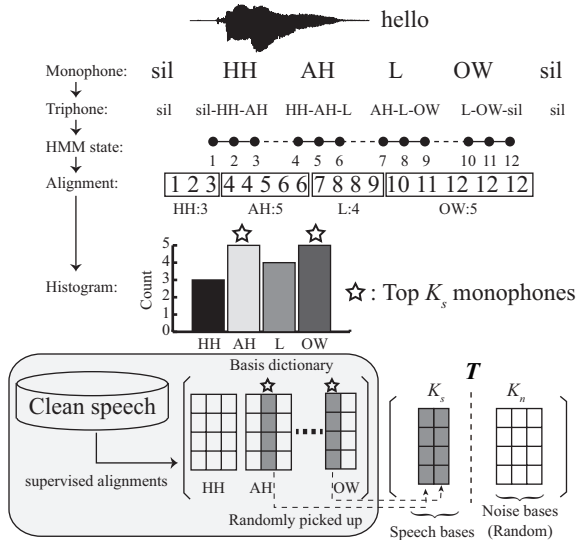 hello
Monophone: sil HH AH L OW sil
Triphone: sil sil-HH-AH HH-AH-L AH-L-OW L-OW-sil sil
HMM state:
1 2 3 4 5 6 7 8 9 10 11 12
Alignment: 1 2 3 4 4 5 6 6 7 8 8 9 10 11 12 12 12
HH:3 AH:5 L:4 OW:5
Histogram:
Count
5
4
3
2
1
0
HH AH L OW
☆: Top Ks monophones
Basis dictionary
Clean speech
supervised alignments
HH AH OW
Randomly picked up
T
Ks Kn
Speech bases
Noise bases
(Random)